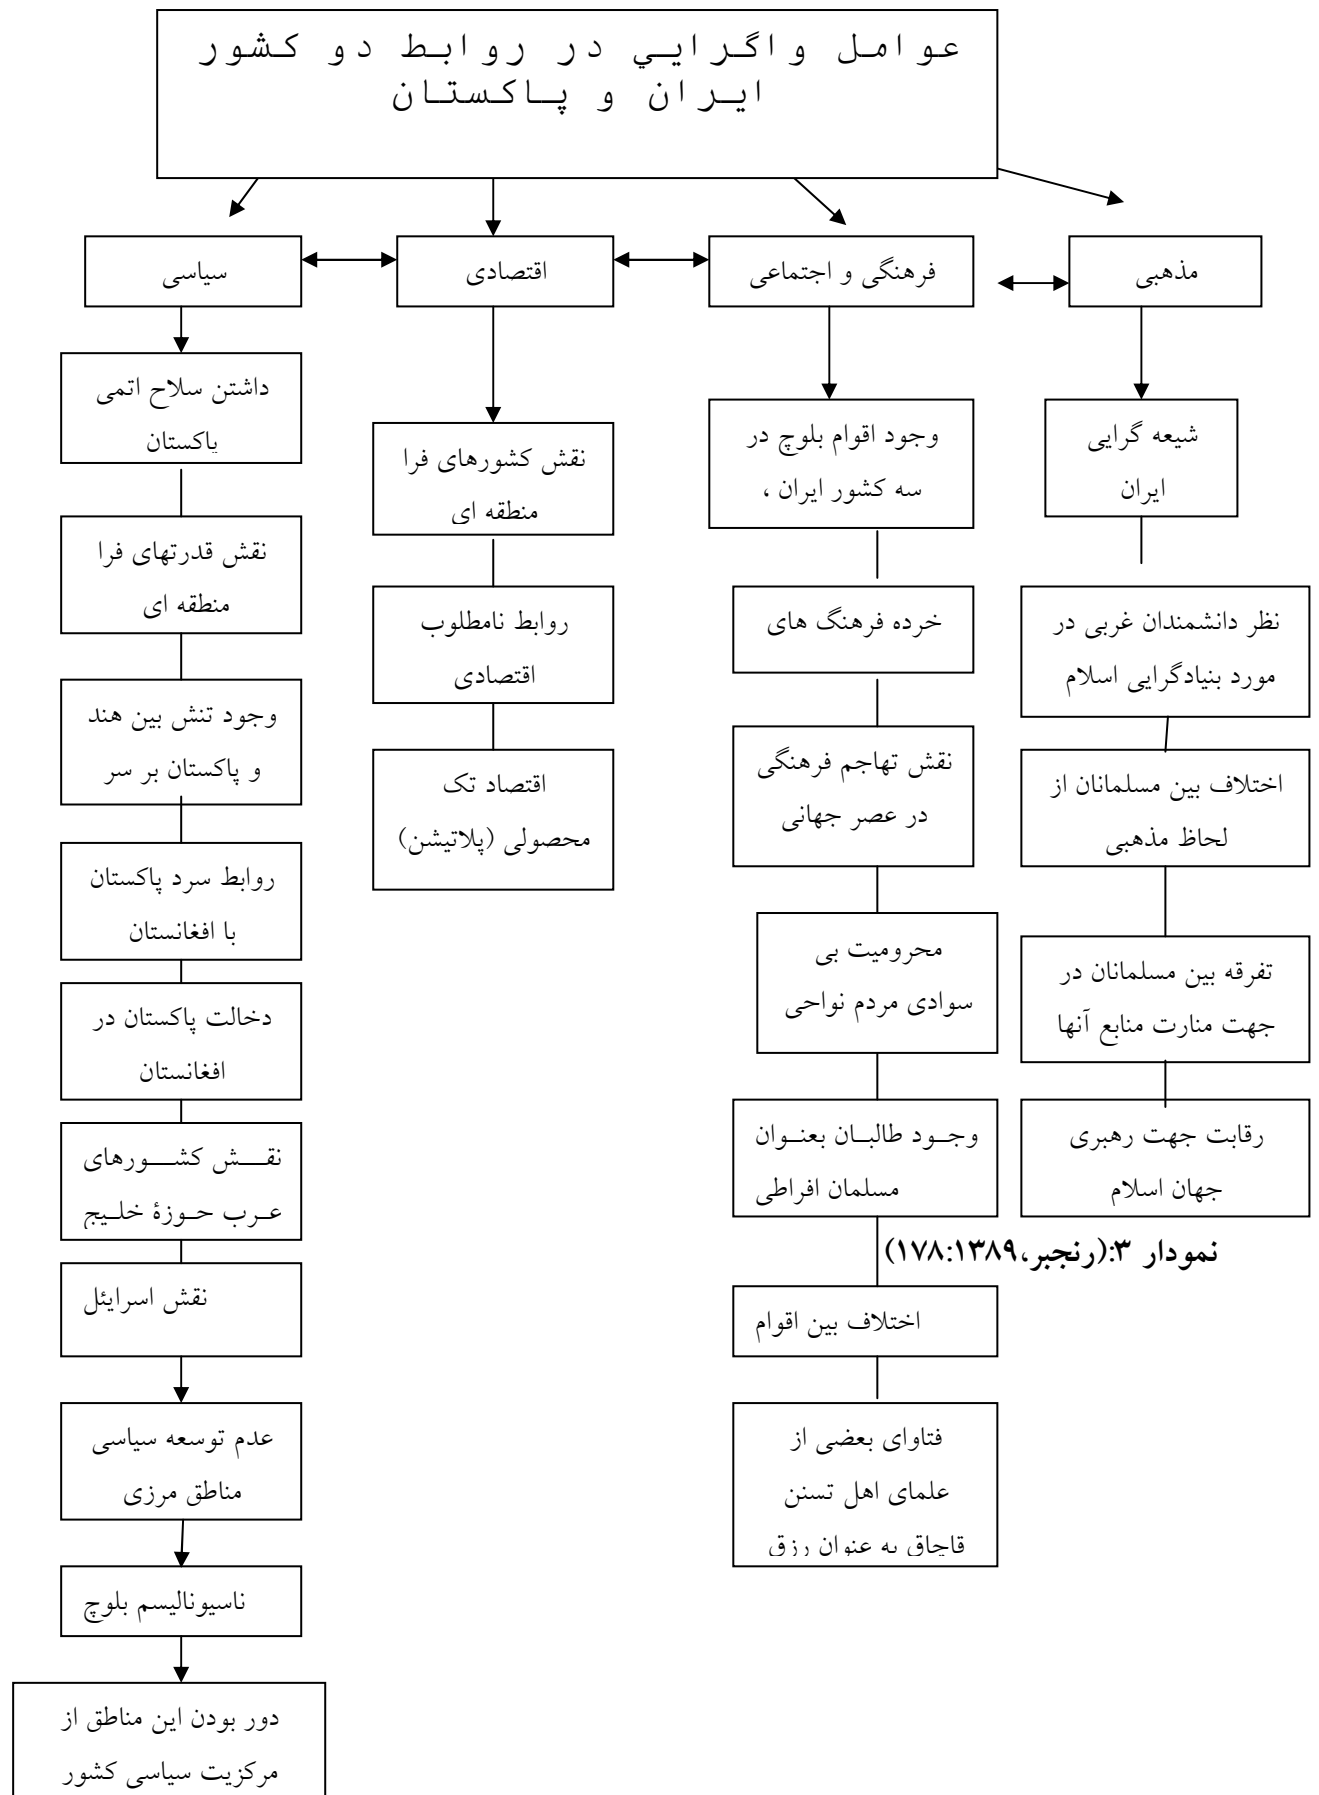 عوامل واگرايي در روابط دو کشور
ایران و پاکستان
مذهبی
فرهنگی و اجتماعی
اقتصادی
سیاسی
شیعه گرایی
ایران
نظر دانشمندان غربی در
مورد بنیادگرایی اسلام
اختلاف بین مسلمانان از
لحاظ مذهبی
تفرقه بین مسلمانان در
جهت منارت منابع آنها
رقابت جهت رهبری
جهان اسلام
وجود اقوام بلوچ در
سه کشور ایران ،
خرده فرهنگ های
نقش تهاجم فرهنگی
در عصر جهانی
محرومیت بی
سوادی مردم نواحی
وجود طالبان بعنوان
مسلمان افراطی
اختلاف بین اقوام
فتاوای بعضی از
علمای اهل تسنن
قاچاق به عنوان رزق
نقش کشورهای فرا
منطقه ای
روابط نامطلوب
اقتصادی
اقتصاد تک
محصولی (پلاتیشن)
داشتن سلاح اتمی
پاکستان
نقش قدرتهای فرا
منطقه ای
وجود تنش بین هند
و پاکستان بر سر
روابط سرد پاکستان
با افغانستان
دخالت پاکستان در
افغانستان
نقش کشورهای
عرب حوزۀ خلیج
نقش اسرایئل
عدم توسعه سیاسی
مناطق مرزی
ناسیونالیسم بلوچ
دور بودن این مناطق از
مرکزیت سیاسی کشور
نمودار ۳:(رنجبر،۱۳۸۹:۱۷۸)